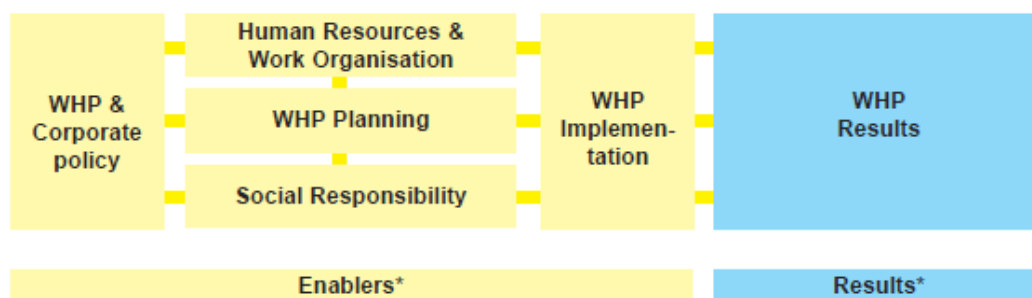 WHP &
Corporate
policy
Human Resources &
Work Organisation
WHP Planning
Social Responsibility
WHP
Implemen-
tation
WHP
Results
Enablers*
Results*